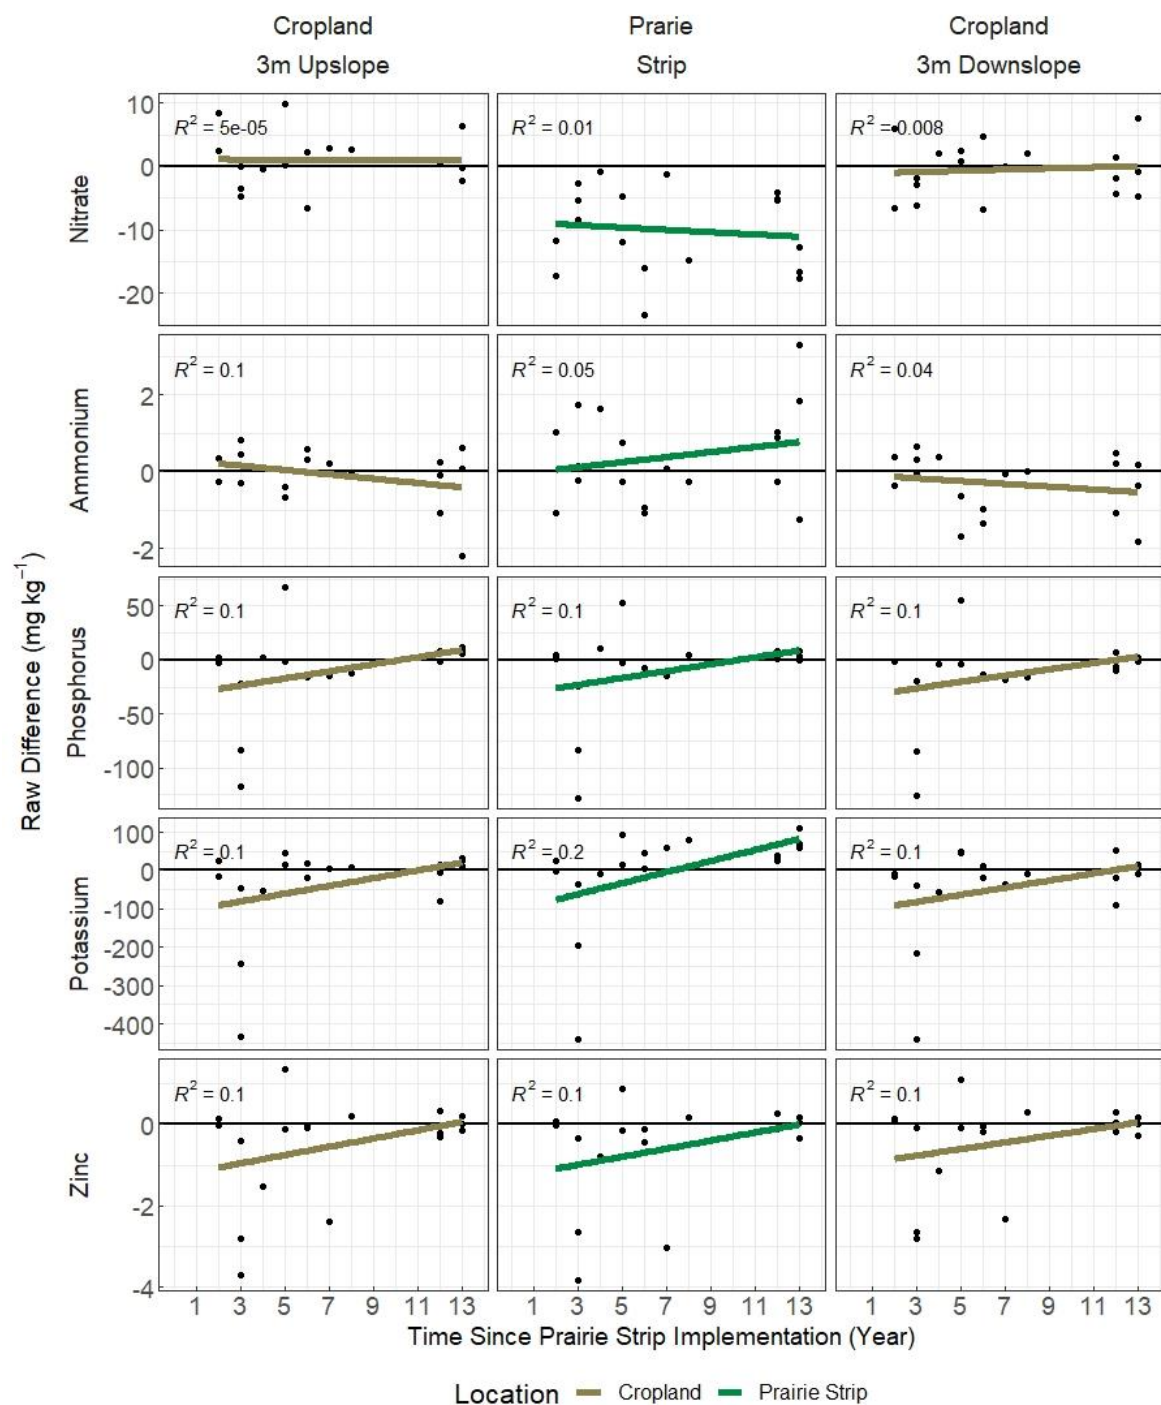 Cropland
3m Upslope
Prarie
Strip
Cropland
3m Downslope
Raw Difference (mg kg⁻¹)
Nitrate
10
0
-10
-20
R² = 5e-05
R² = 0.01
R² = 0.008
Ammonium
2
0
-2
R² = 0.1
R² = 0.05
R² = 0.04
Phosphorus
50
0
-50
-100
R² = 0.1
R² = 0.1
R² = 0.1
Potassium
100
0
-100
-200
-300
-400
R² = 0.1
R² = 0.2
R² = 0.1
Zinc
0
-2
-4
R² = 0.1
R² = 0.1
R² = 0.1
1 3 5 7 9 11 13 1 3 5 7 9 11 13 1 3 5 7 9 11 13
Time Since Prairie Strip Implementation (Year)
Location Cropland Prairie Strip